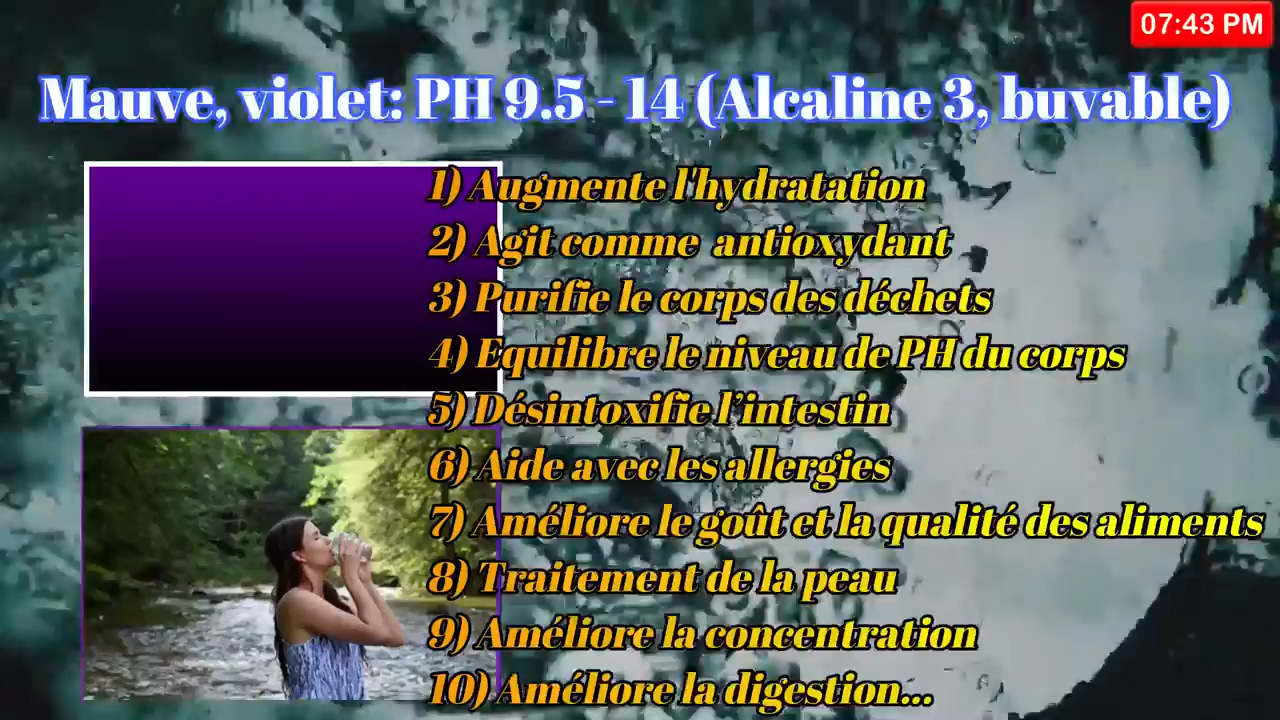 07:43 PM
Mauve, violet: PH 9.5 - 14 (Alcaline 3, buvable)
1) Augmente l'hydratation
2) Agit comme antioxydant
3) Purifie le corps des déchets
4) Equilibre le niveau de PH du corps
5) Désintoxifie l’intestin
6) Aide avec les allergies
7) Améliore le goût et la qualité des aliments
8) Traitement de la peau
9) Améliore la concentration
10) Améliore la digestion...